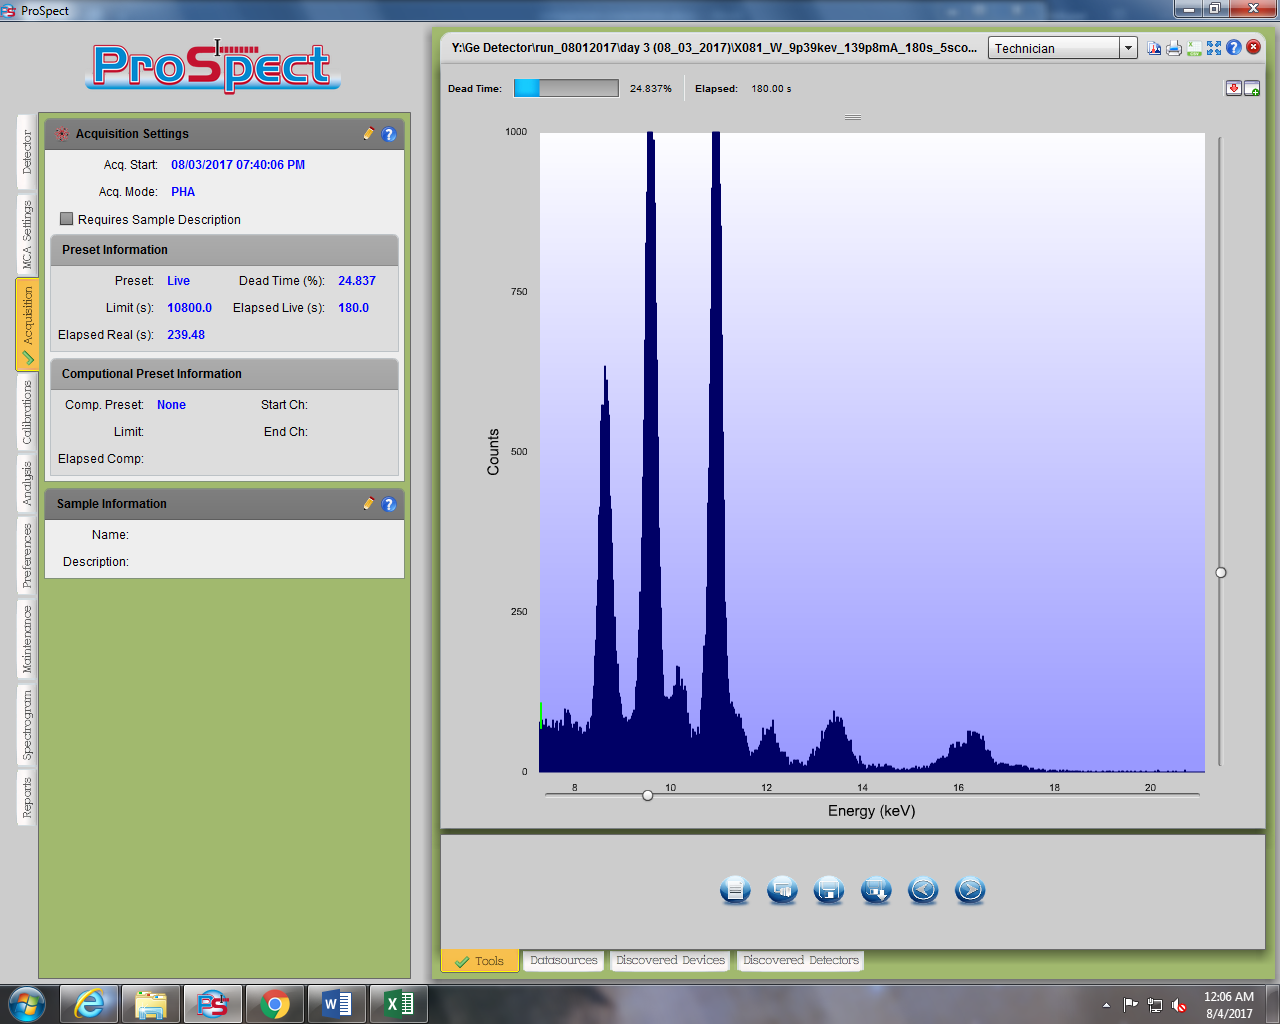 ProSpect
ProSpect
Y:\Ge Detector\run_08012017\day 3 (08_03_2017)\X081_W_9p39kev_139p8mA_180s_5sco...
Technician
Dead Time:
24.837%
Elapsed:
180.00 s
Detector
MCA Settings
Acquisition
Calibrations
Analysis
Preferences
Maintenance
Spectrogram
Reports
Acquisition Settings
Acq. Start: 08/03/2017 07:40:06 PM
Acq. Mode: PHA
Requires Sample Description
Preset Information
Preset: Live Dead Time (%): 24.837
Limit (s): 10800.0 Elapsed Live (s): 180.0
Elapsed Real (s): 239.48
Computional Preset Information
Comp. Preset: None Start Ch:
Limit: End Ch:
Elapsed Comp:
Sample Information
Name:
Description:
1000
750
500
250
0
Counts
8 10 12 14 16 18 20
Energy (keV)
Tools
Datasources
Discovered Devices
Discovered Detectors
12:06 AM
8/4/2017